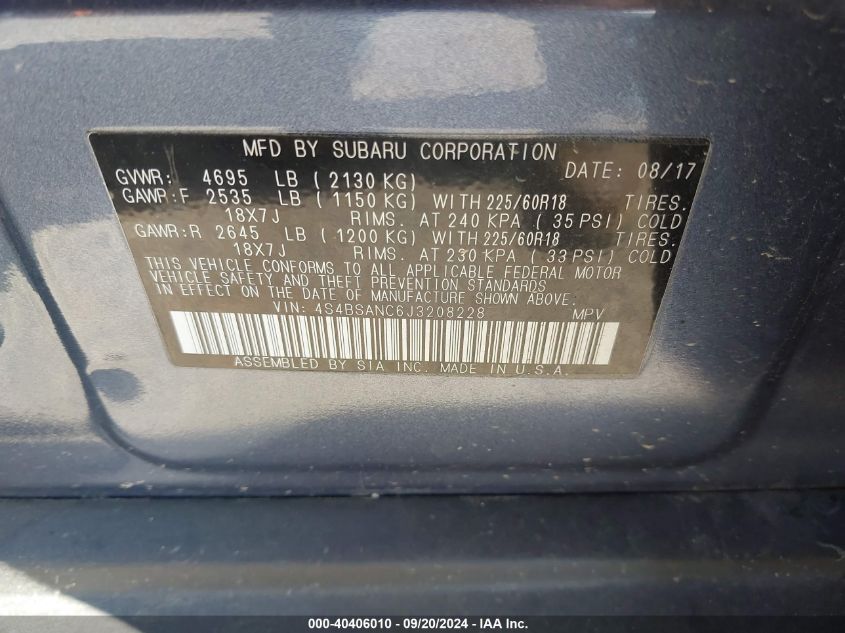 MFD BY SUBARU CORPORATION
DATE: 08/17
GVWR: 4695 LB ( 2130 KG)
GAWR:F 2535 LB ( 1150 KG) WITH 225/60R18 TIRES.
18X7J RIMS. AT 240 KPA ( 35 PSI) COLD
GAWR:R 2645 LB ( 1200 KG) WITH 225/60R18 TIRES.
18X7J RIMS. AT 230 KPA ( 33 PSI) COLD
THIS VEHICLE CONFORMS TO ALL APPLICABLE FEDERAL MOTOR
VEHICLE SAFETY AND THEFT PREVENTION STANDARDS
IN EFFECT ON THE DATE OF MANUFACTURE SHOWN ABOVE.
VIN: 4S4BSANC6J3208228 MPV
ASSEMBLED BY SIA INC. MADE IN U.S.A.
000-40406010 - 09/20/2024 - IAA Inc.